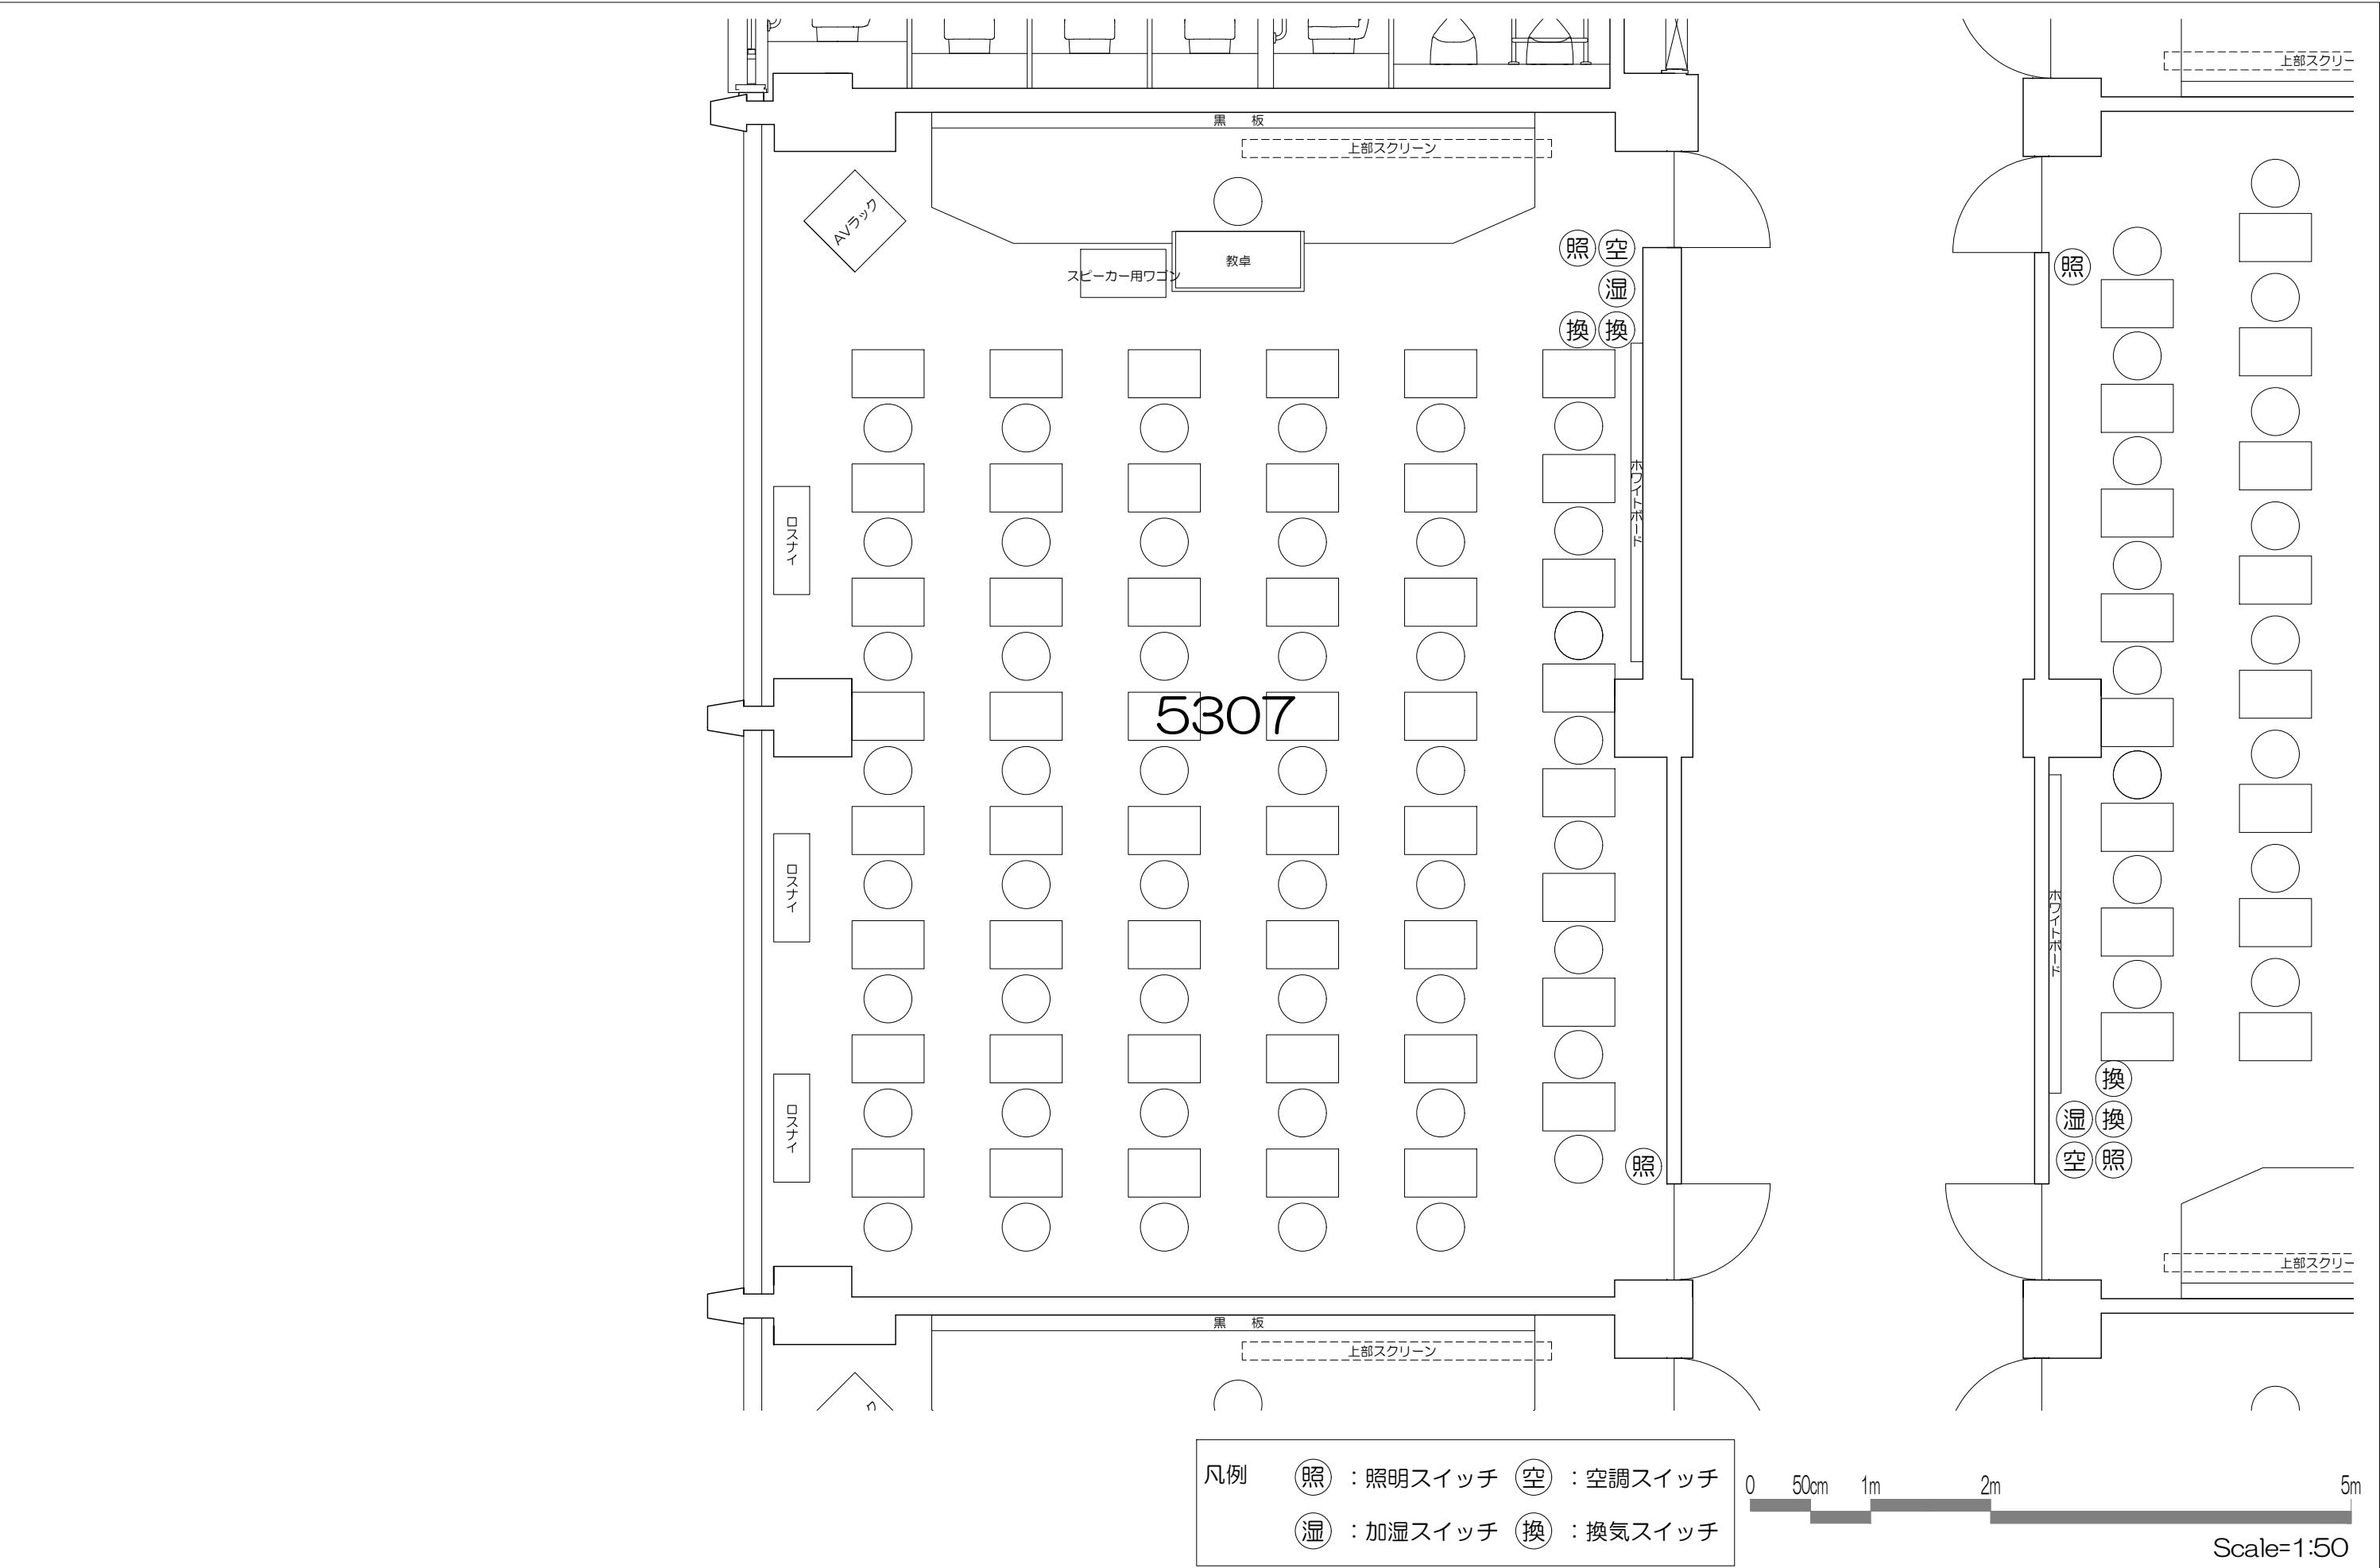 黒 板
上部スクリー
上部スクリーン
AVラック
教卓
スピーカー用ワゴン
照 空
湿
換 換
照
ホワイトボード
ロスナイ
5307
ロスナイ
ホワイトボード
ロスナイ
換
湿 換
空 照
照
上部スクリー
黒 板
上部スクリーン
ク
凡例
照 :照明スイッチ 空 :空調スイッチ
湿 :加湿スイッチ 換 :換気スイッチ
0 50cm 1m 2m 5m
Scale=1:50